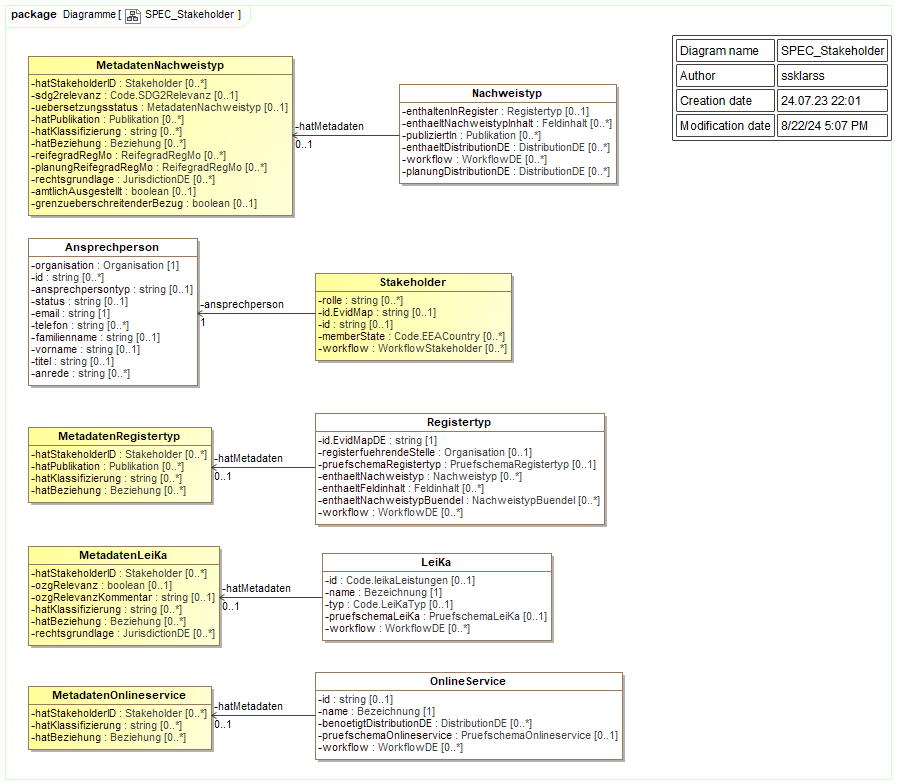 package Diagramme [ SPEC_Stakeholder ]
Diagram name SPEC_Stakeholder
Author ssklarss
Creation date 24.07.23 22:01
Modification date 8/22/24 5:07 PM
MetadatenNachweistyp
-hatStakeholderID : Stakeholder [0..*]
-sdg2relevanz : Code.SDG2Relevanz [0..1]
-uebersetzungsstatus : MetadatenNachweistyp [0..1]
-hatPublikation : Publikation [0..*]
-hatKlassifizierung : string [0..*]
-hatBeziehung : Beziehung [0..*]
-reifegradRegMo : ReifegradRegMo [0..*]
-planungReifegradRegMo : ReifegradRegMo [0..*]
-rechtsgrundlage : JurisdictionDE [0..*]
-amtlichAusgestellt : boolean [0..1]
-grenzueberschreitenderBezug : boolean [0..1]
-hatMetadaten
0..1
Nachweistyp
-enthaltenInRegister : Registertyp [0..1]
-enthaeltNachweistypInhalt : Feldinhalt [0..*]
-publiziertIn : Publikation [0..*]
-enthaeltDistributionDE : DistributionDE [0..*]
-workflow : WorkflowDE [0..*]
-planungDistributionDE : DistributionDE [0..*]
Ansprechperson
-organisation : Organisation [1]
-id : string [0..*]
-ansprechpersontyp : string [0..1]
-status : string [0..1]
-email : string [1]
-telefon : string [0..*]
-familienname : string [0..1]
-vorname : string [0..1]
-titel : string [0..1]
-anrede : string [0..*]
-ansprechperson
1
Stakeholder
-rolle : string [0..*]
-id.EvidMap : string [0..1]
-id : string [0..1]
-memberState : Code.EEACountry [0..*]
-workflow : WorkflowStakeholder [0..*]
MetadatenRegistertyp
-hatStakeholderID : Stakeholder [0..*]
-hatPublikation : Publikation [0..*]
-hatKlassifizierung : string [0..*]
-hatBeziehung : Beziehung [0..*]
-hatMetadaten
0..1
Registertyp
-id.EvidMapDE : string [1]
-registerfuehrendeStelle : Organisation [0..1]
-pruefschemaRegistertyp : PruefschemaRegistertyp [0..1]
-enthaeltNachweistyp : Nachweistyp [0..*]
-enthaeltFeldinhalt : Feldinhalt [0..*]
-enthaeltNachweistypBuendel : NachweistypBuendel [0..*]
-workflow : WorkflowDE [0..*]
MetadatenLeiKa
-hatStakeholderID : Stakeholder [0..*]
-ozgRelevanz : boolean [0..1]
-ozgRelevanzKommentar : string [0..1]
-hatKlassifizierung : string [0..*]
-hatBeziehung : Beziehung [0..*]
-rechtsgrundlage : JurisdictionDE [0..*]
-hatMetadaten
0..1
LeiKa
-id : Code.leikaLeistungen [0..1]
-name : Bezeichnung [1]
-typ : Code.LeiKaTyp [0..1]
-pruefschemaLeiKa : PruefschemaLeiKa [0..1]
-workflow : WorkflowDE [0..*]
MetadatenOnlineservice
-hatStakeholderID : Stakeholder [0..*]
-hatKlassifizierung : string [0..*]
-hatBeziehung : Beziehung [0..*]
-hatMetadaten
0..1
OnlineService
-id : string [0..1]
-name : Bezeichnung [1]
-benoetigtDistributionDE : DistributionDE [0..*]
-pruefschemaOnlineservice : PruefschemaOnlineservice [0..1]
-workflow : WorkflowDE [0..*]